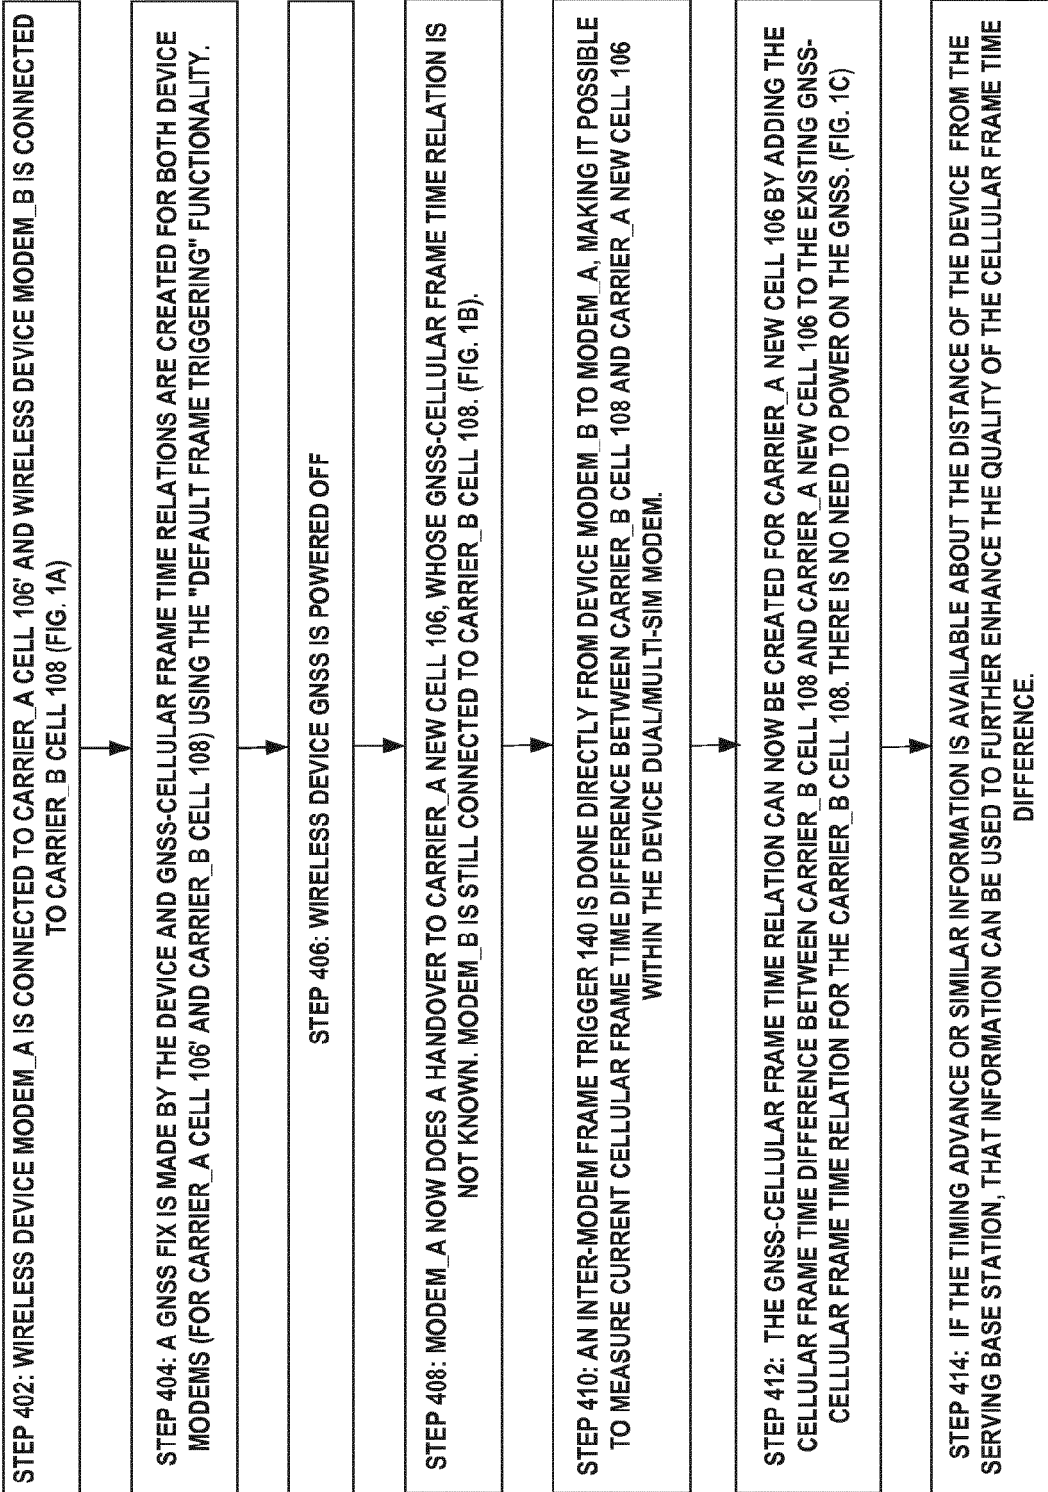 STEP 402: WIRELESS DEVICE MODEM_A IS CONNECTED TO CARRIER_A CELL 106' AND WIRELESS DEVICE MODEM_B IS CONNECTED
TO CARRIER_B CELL 108 (FIG. 1A)
STEP 404: A GNSS FIX IS MADE BY THE DEVICE AND GNSS-CELLULAR FRAME TIME RELATIONS ARE CREATED FOR BOTH DEVICE
MODEMS (FOR CARRIER_A CELL 106' AND CARRIER_B CELL 108) USING THE "DEFAULT FRAME TRIGGERING" FUNCTIONALITY.
STEP 406: WIRELESS DEVICE GNSS IS POWERED OFF
STEP 408: MODEM_A NOW DOES A HANDOVER TO CARRIER_A NEW CELL 106, WHOSE GNSS-CELLULAR FRAME TIME RELATION IS
NOT KNOWN. MODEM_B IS STILL CONNECTED TO CARRIER_B CELL 108. (FIG. 1B).
STEP 410: AN INTER-MODEM FRAME TRIGGER 140 IS DONE DIRECTLY FROM DEVICE MODEM_B TO MODEM_A, MAKING IT POSSIBLE
TO MEASURE CURRENT CELLULAR FRAME TIME DIFFERENCE BETWEEN CARRIER_B CELL 108 AND CARRIER_A NEW CELL 106
WITHIN THE DEVICE DUAL/MULTI-SIM MODEM.
STEP 412: THE GNSS-CELLULAR FRAME TIME RELATION CAN NOW BE CREATED FOR CARRIER_A NEW CELL 106 BY ADDING THE
CELLULAR FRAME TIME DIFFERENCE BETWEEN CARRIER_B CELL 108 AND CARRIER_A NEW CELL 106 TO THE EXISTING GNSS-
CELLULAR FRAME TIME RELATION FOR THE CARRIER_B CELL 108. THERE IS NO NEED TO POWER ON THE GNSS. (FIG. 1C)
STEP 414: IF THE TIMING ADVANCE OR SIMILAR INFORMATION IS AVAILABLE ABOUT THE DISTANCE OF THE DEVICE FROM THE
SERVING BASE STATION, THAT INFORMATION CAN BE USED TO FURTHER ENHANCE THE QUALITY OF THE CELLULAR FRAME TIME
DIFFERENCE.